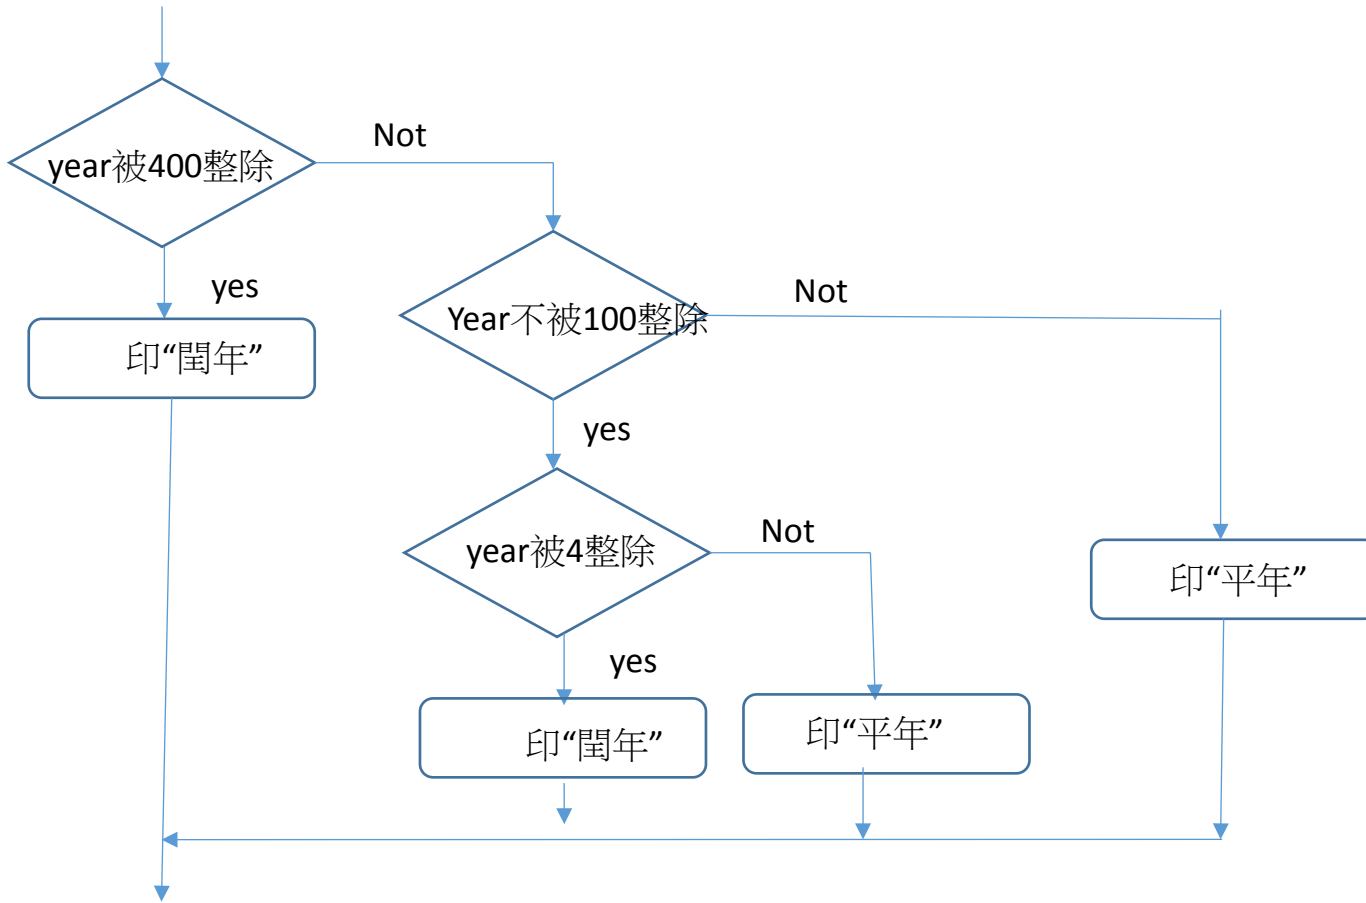 Not
year被400整除
yes
Year不被100整除
Not
印“閏年”
yes
year被4整除
Not
印“平年”
yes
印“閏年”
印“平年”